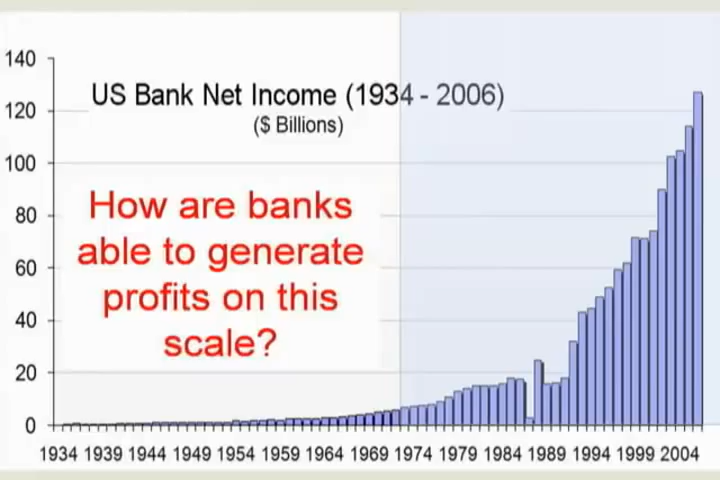 US Bank Net Income (1934 - 2006)
($ Billions)
How are banks
able to generate
profits on this
scale?
140
120
100
80
60
40
20
0
1934 1939 1944 1949 1954 1959 1964 1969 1974 1979 1984 1989 1994 1999 2004